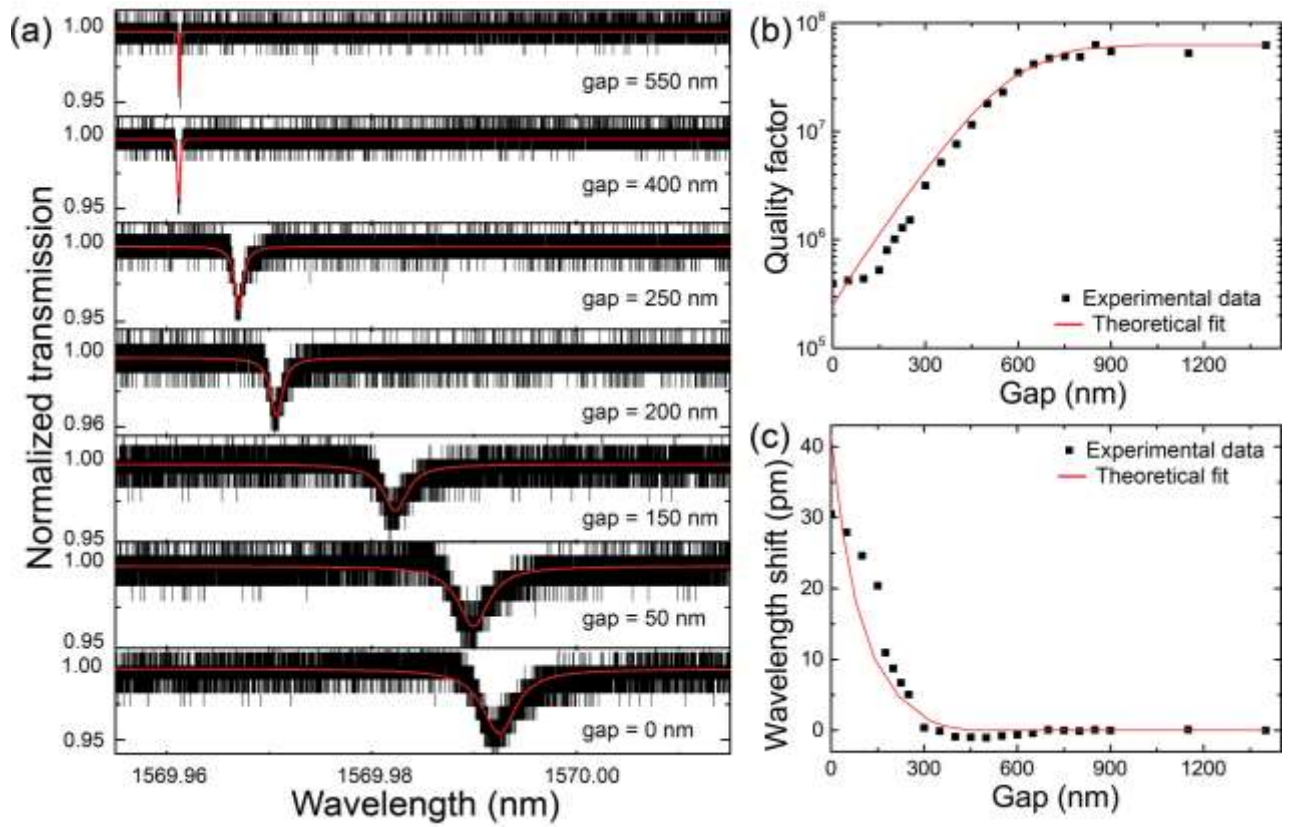 (a)
Normalized transmission
1.00
0.95
gap = 550 nm
1.00
0.95
gap = 400 nm
1.00
0.95
gap = 250 nm
1.00
0.96
gap = 200 nm
1.00
0.95
gap = 150 nm
1.00
0.95
gap = 50 nm
1.00
0.95
gap = 0 nm
1569.96 1569.98 1570.00
Wavelength (nm)
(b)
Quality factor
10^8
10^7
10^6
10^5
Experimental data
Theoretical fit
0 300 600 900 1200
Gap (nm)
(c)
Wavelength shift (pm)
40
30
20
10
0
Experimental data
Theoretical fit
0 300 600 900 1200
Gap (nm)